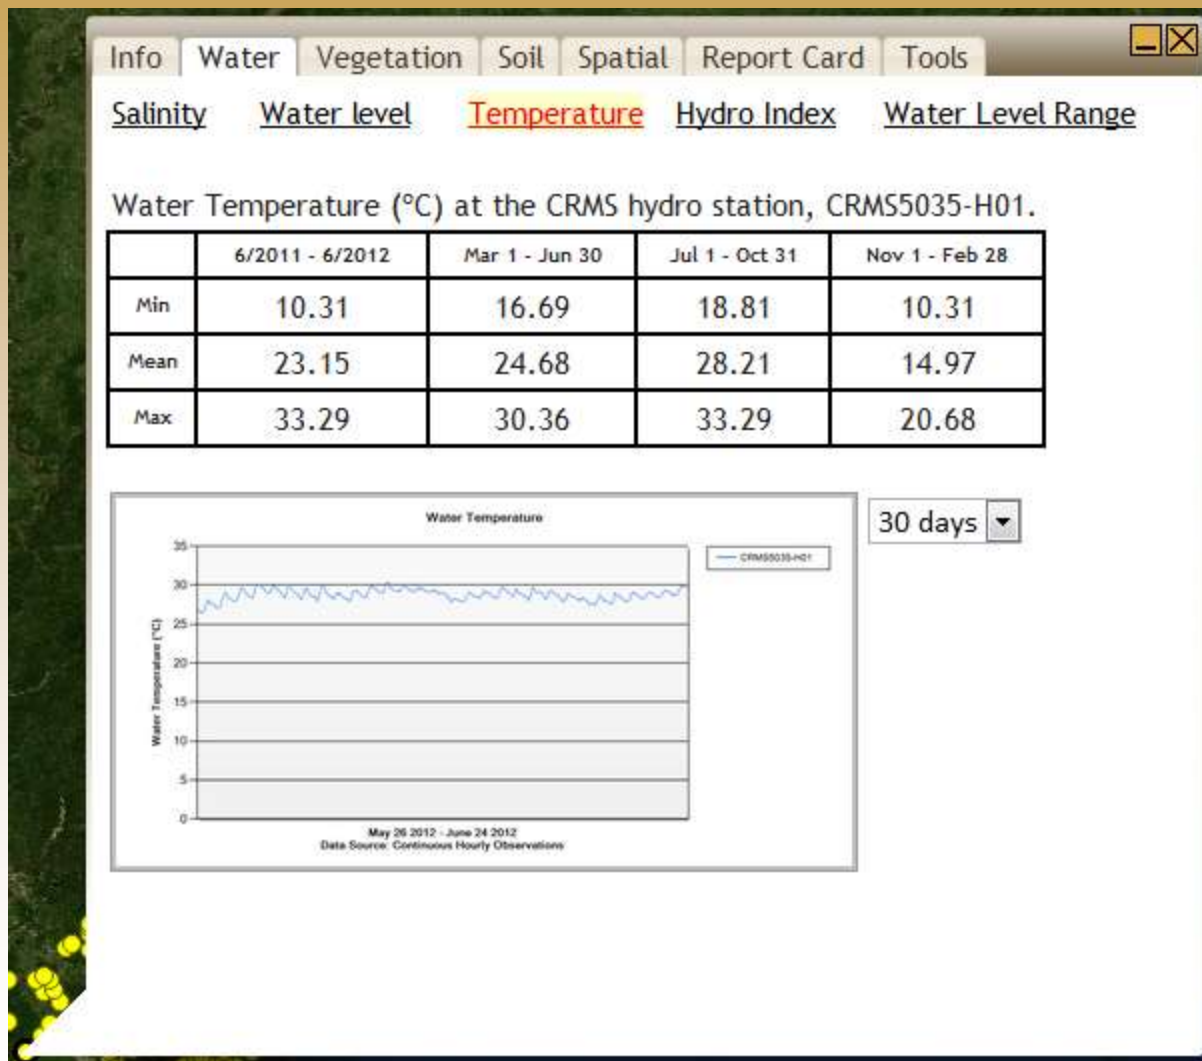 Info Water Vegetation Soil Spatial Report Card Tools
Salinity Water level Temperature Hydro Index Water Level Range
Water Temperature (°C) at the CRMS hydro station, CRMS5035-H01.
6/2011 - 6/2012 Mar 1 - Jun 30 Jul 1 - Oct 31 Nov 1 - Feb 28
Min 10.31 16.69 18.81 10.31
Mean 23.15 24.68 28.21 14.97
Max 33.29 30.36 33.29 20.68
30 days
Water Temperature
CRMS5035-H01
Water Temperature (°C)
35
30
25
20
15
10
5
0
May 26 2012 - June 24 2012
Data Source: Continuous Hourly Observations